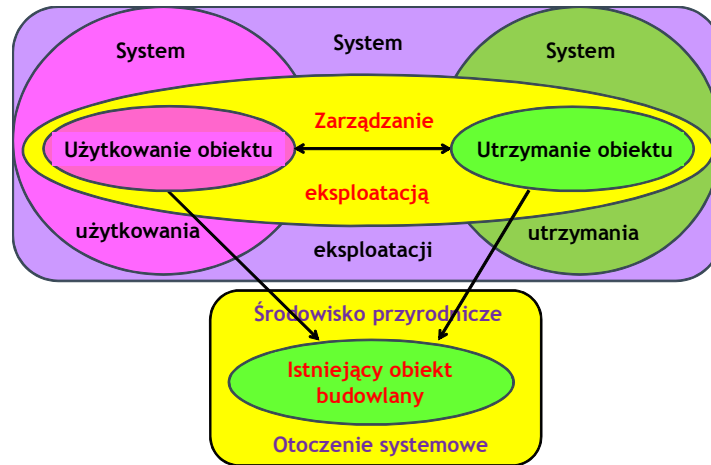 System
System
System
Zarządzanie
Użytkowanie obiektu
Utrzymanie obiektu
eksploatacją
użytkowania
eksploatacji
utrzymania
Środowisko przyrodnicze
Istniejący obiekt
budowlany
Otoczenie systemowe